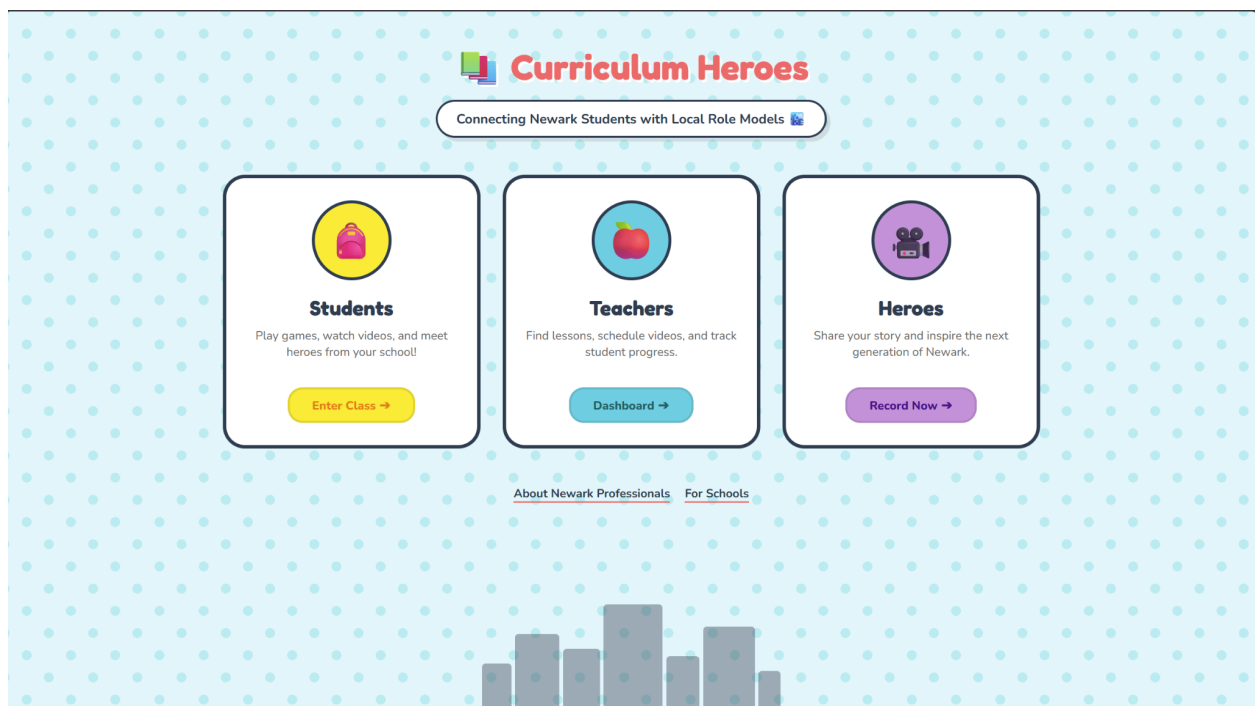 Curriculum Heroes
Connecting Newark Students with Local Role Models
Students
Play games, watch videos, and meet
heroes from your school!
Enter Class ➔
Teachers
Find lessons, schedule videos, and track
student progress.
Dashboard ➔
Heroes
Share your story and inspire the next
generation of Newark.
Record Now ➔
About Newark Professionals
For Schools